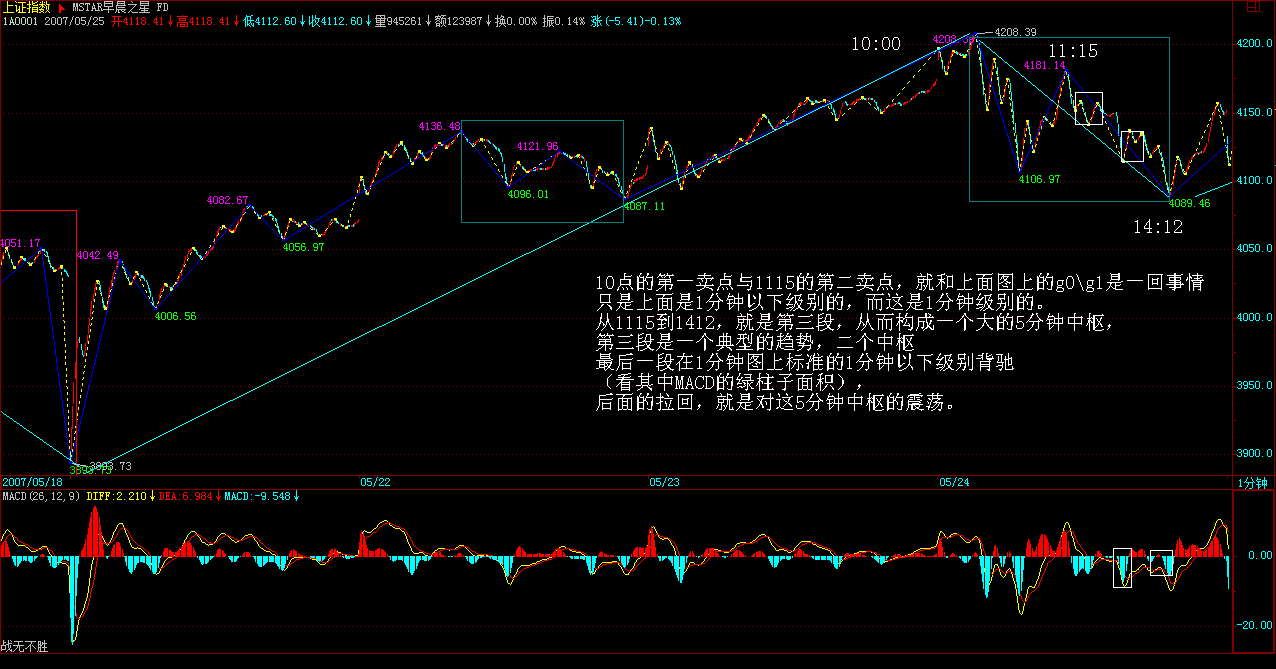 上证指数 MSTAR早晨之星 FD
1A0001 2007/05/25 开4118.41↓高4118.41↓低4112.60↓收4112.60↓量945261↓额123987↓换0.00% 振0.14% 涨(-5.41)-0.13%
4208.39
4200.0
10:00
11:15
4181.14
4150.0
4136.48
4121.96
4106.97
4100.0
4096.01
4089.46
4087.11
4082.67
14:12
4056.97
4051.17
4050.0
4042.49
4006.56
4000.0
10点的第一卖点与1115的第二卖点，就和上面图上的g0\g1是一回事情
只是上面是1分钟以下级别的，而这是1分钟级别的。
从1115到1412，就是第三段，从而构成一个大的5分钟中枢，
第三段是一个典型的趋势，二个中枢
最后一段在1分钟图上标准的1分钟以下级别背驰
（看其中MACD的绿柱子面积），
后面的拉回，就是对这5分钟中枢的震荡。
3950.0
3900.0
2007/05/18 05/22 05/23 05/24 1分钟
MACD(26,12,9) DIFF:2.210↓DEA:6.984↓MACD:-9.548↓
0.00
-20.00
战无不胜